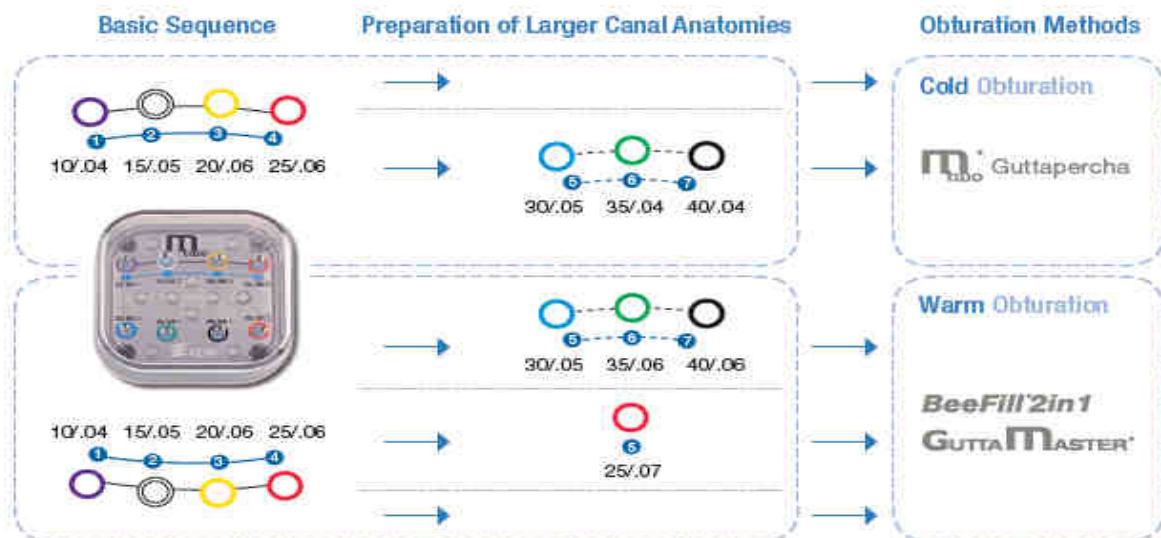 Basic Sequence
Preparation of Larger Canal Anatomies
Obturation Methods
1 2 3 4
10/.04 15/.05 20/.06 25/.06
5 6 7
30/.05 35/.04 40/.04
Cold Obturation
Guttapercha
5 6 7
30/.05 35/.06 40/.06
Warm Obturation
10/.04 15/.05 20/.06 25/.06
1 2 3 4
5
25/.07
BeeFill 2in1
GUTTAMASTER